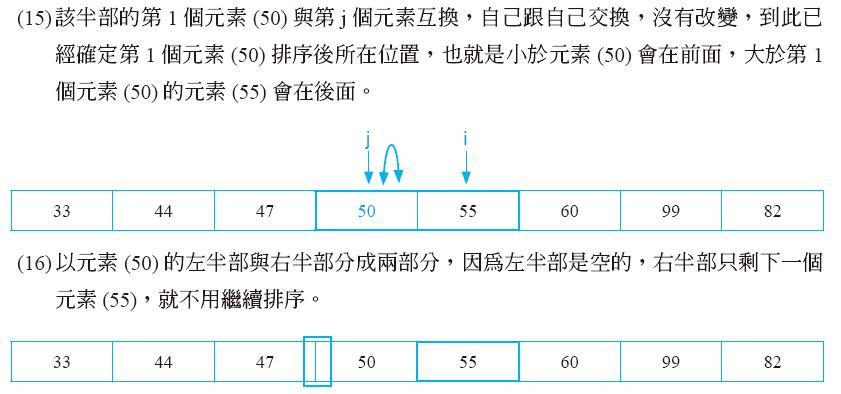 (15)該半部的第 1 個元素 (50) 與第 j 個元素互換，自己跟自己交換，沒有改變，到此已
經確定第 1 個元素 (50) 排序後所在位置，也就是小於元素 (50) 會在前面，大於第 1
個元素 (50) 的元素 (55) 會在後面。
j i
33 44 47 50 55 60 99 82
(16)以元素 (50) 的左半部與右半部分成兩部分，因爲左半部是空的，右半部只剩下一個
元素 (55)，就不用繼續排序。
33 44 47 50 55 60 99 82